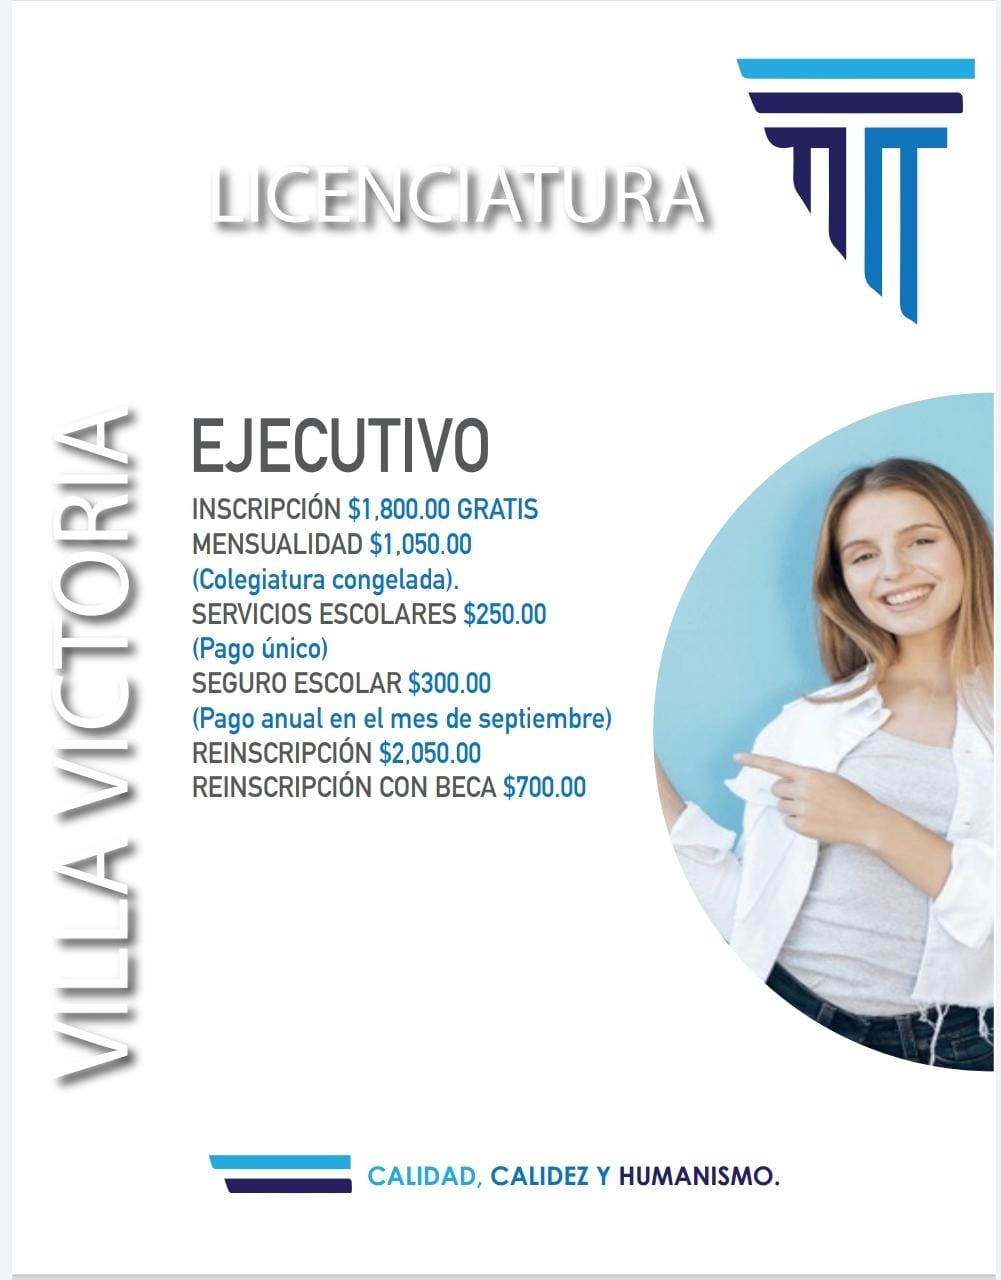 LICENCIATURA
VILLA VICTORIA
EJECUTIVO
INSCRIPCIÓN $1,800.00 GRATIS
MENSUALIDAD $1,050.00
(Colegiatura congelada).
SERVICIOS ESCOLARES $250.00
(Pago único)
SEGURO ESCOLAR $300.00
(Pago anual en el mes de septiembre)
REINSCRIPCIÓN $2,050.00
REINSCRIPCIÓN CON BECA $700.00
CALIDAD, CALIDEZ Y HUMANISMO.